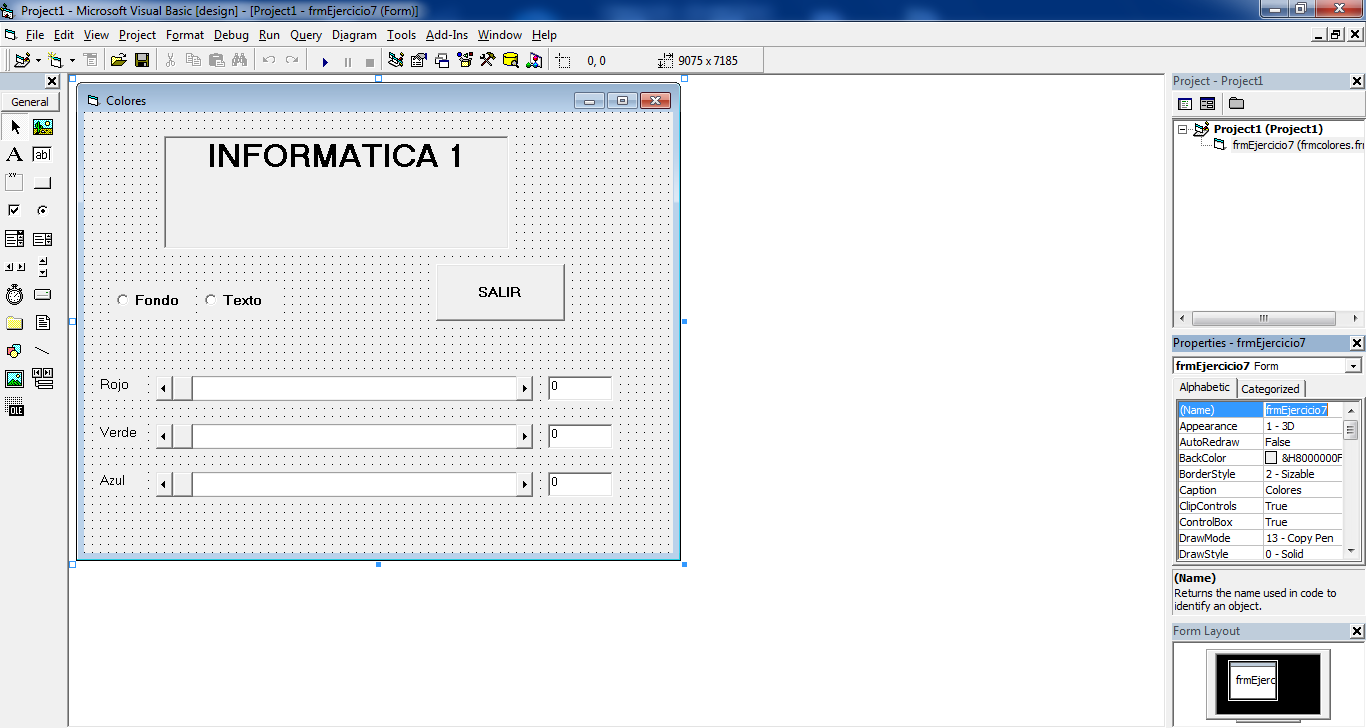 Project1 - Microsoft Visual Basic [design] - [Project1 - frmEjercicio7 (Form)]
File Edit View Project Format Debug Run Query Diagram Tools Add-Ins Window Help
0, 0 9075 x 7185
General
A ab|
xy
OLE
Colores
INFORMATICA 1
SALIR
Fondo Texto
Rojo 0
Verde 0
Azul 0
Project - Project1
Project1 (Project1)
frmEjercicio7 (frmcolores.fr
Properties - frmEjercicio7
frmEjercicio7 Form
Alphabetic Categorized
(Name) frmEjercicio7
Appearance 1 - 3D
AutoRedraw False
BackColor &H8000000F
BorderStyle 2 - Sizable
Caption Colores
ClipControls True
ControlBox True
DrawMode 13 - Copy Pen
DrawStyle 0 - Solid
(Name)
Returns the name used in code to
identify an object.
Form Layout
frmEjerc